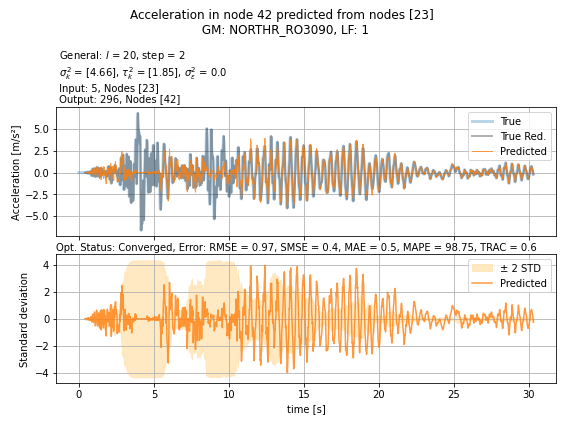 Acceleration in node 42 predicted from nodes [23]
GM: NORTHR_RO3090, LF: 1
General: l = 20, step = 2
σ²ₖ = [4.66], τ²ₖ = [1.85], σ²ε = 0.0
Input: 5, Nodes [23]
Output: 296, Nodes [42]
Acceleration [m/s²]
5.0
2.5
0.0
−2.5
−5.0
True
True Red.
Predicted
Opt. Status: Converged, Error: RMSE = 0.97, SMSE = 0.4, MAE = 0.5, MAPE = 98.75, TRAC = 0.6
Standard deviation
4
2
0
−2
−4
± 2 STD
Predicted
0 5 10 15 20 25 30
time [s]